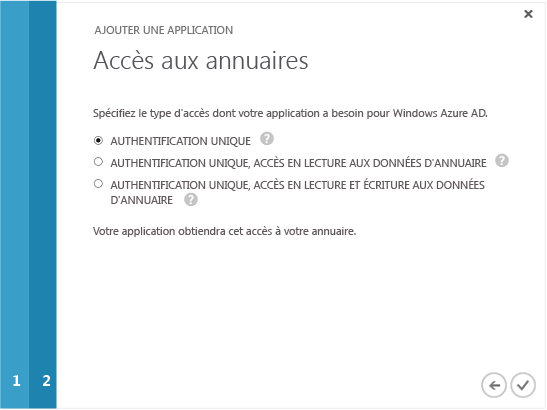 AJOUTER UNE APPLICATION
Accès aux annuaires
Spécifiez le type d'accès dont votre application a besoin pour Windows Azure AD.
AUTHENTIFICATION UNIQUE ?
AUTHENTIFICATION UNIQUE, ACCÈS EN LECTURE AUX DONNÉES D'ANNUAIRE ?
AUTHENTIFICATION UNIQUE, ACCÈS EN LECTURE ET ÉCRITURE AUX DONNÉES
D'ANNUAIRE ?
Votre application obtiendra cet accès à votre annuaire.
1 2